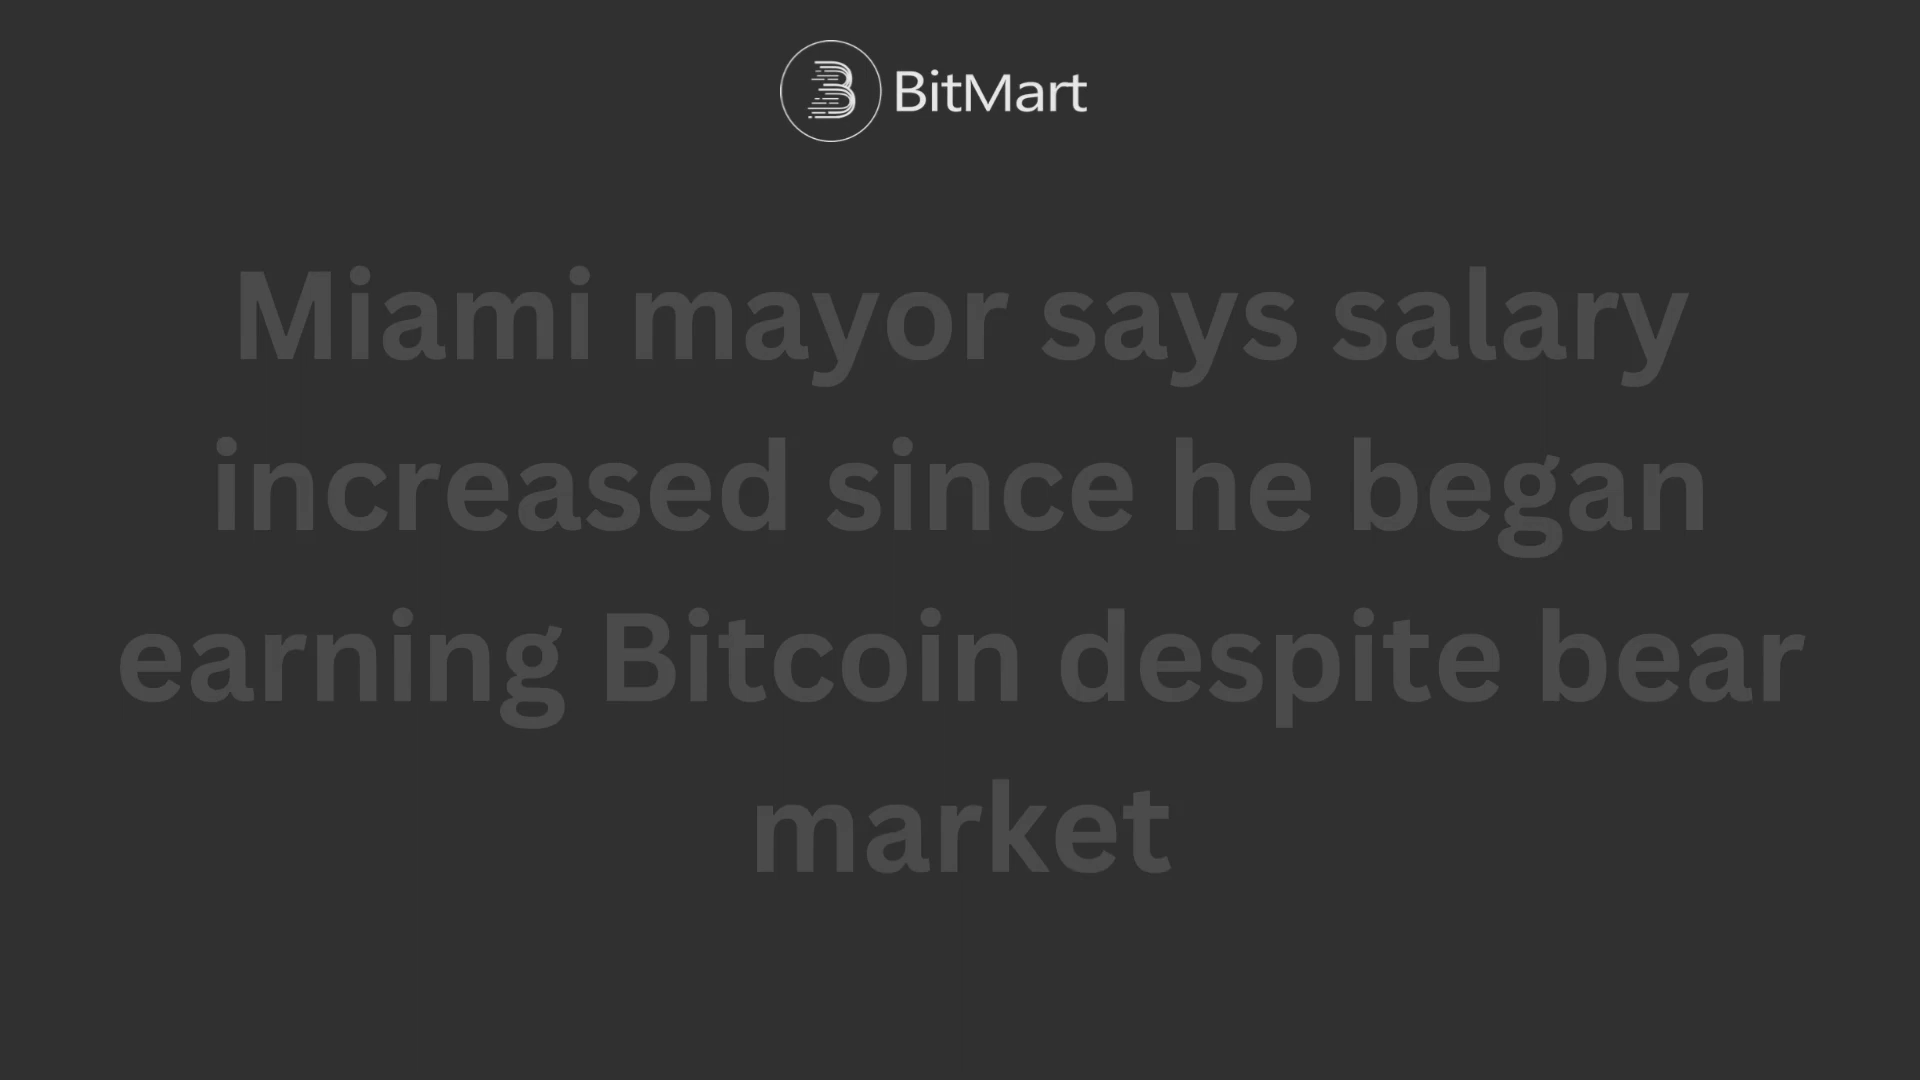 BitMart
Miami mayor says salary
increased since he began
earning Bitcoin despite bear
market